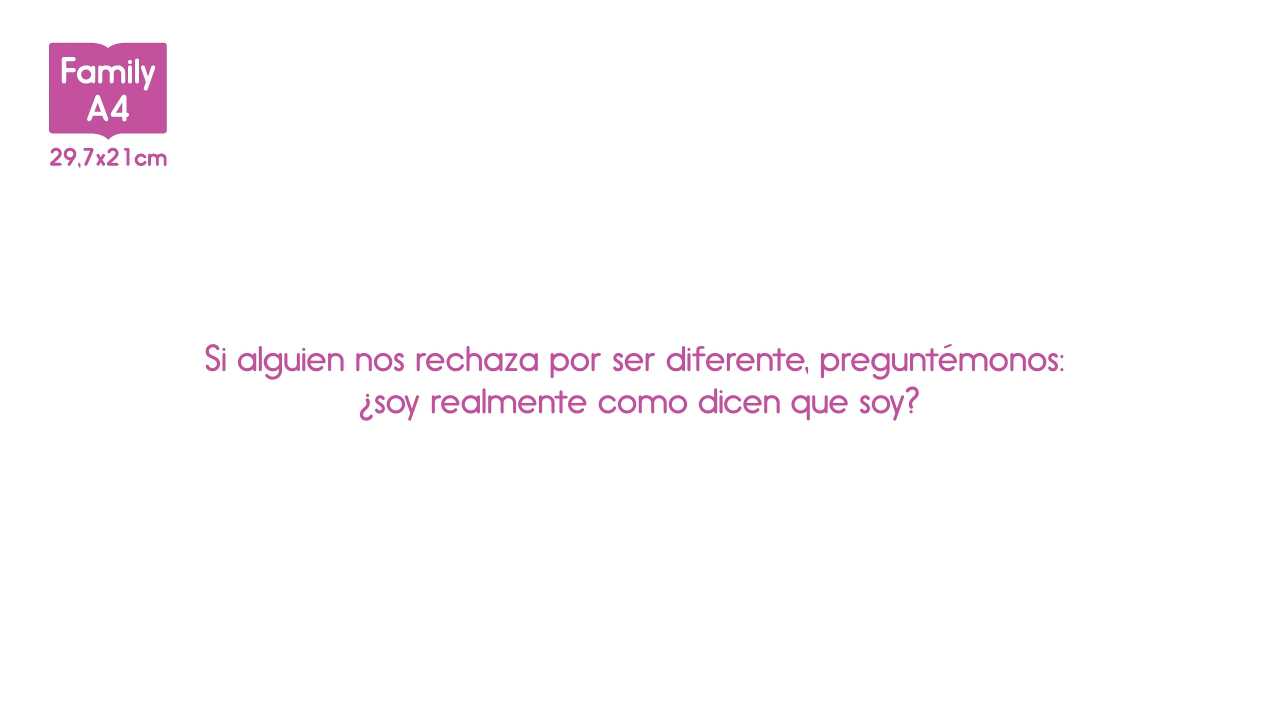 Family
A4
29,7x21cm
Si alguien nos rechaza por ser diferente, preguntémonos:
¿soy realmente como dicen que soy?